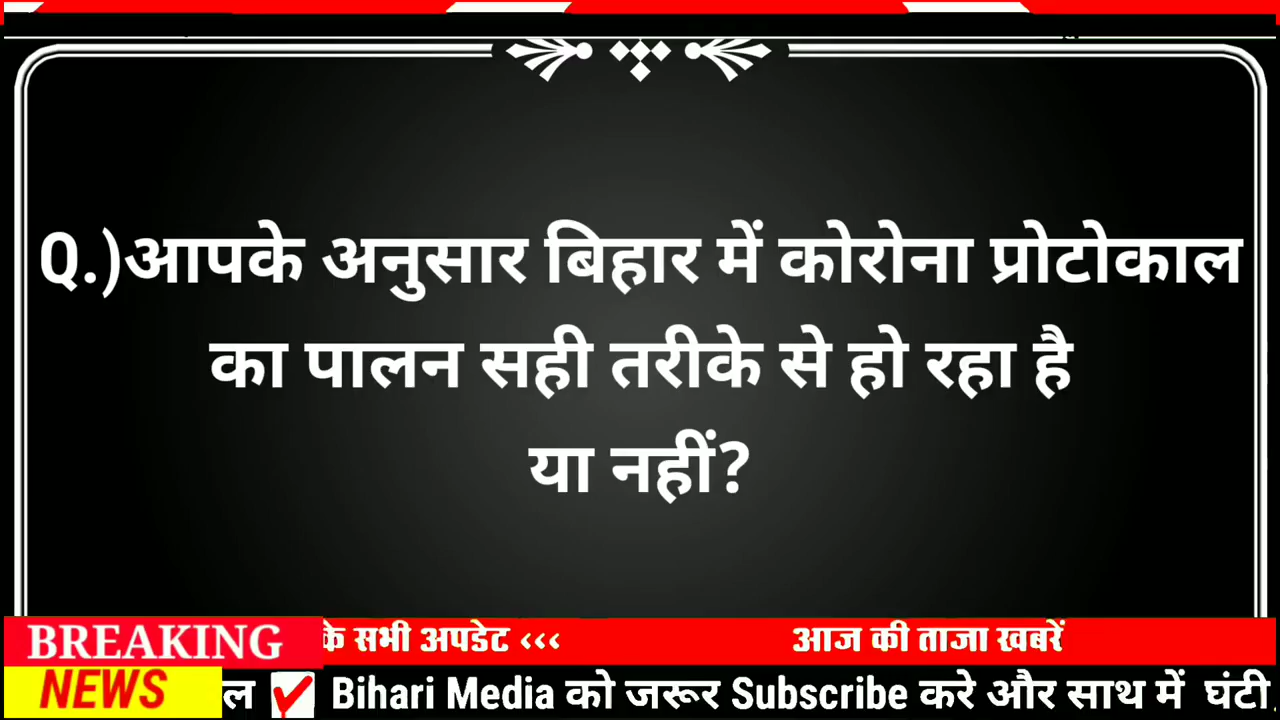 Q.)आपके अनुसार बिहार में कोरोना प्रोटोकाल
का पालन सही तरीके से हो रहा है
या नहीं?
BREAKING
NEWS
के सभी अपडेट <<<
आज की ताजा खबरें
ल ✔ Bihari Media को जरूर Subscribe करे और साथ में घंटी